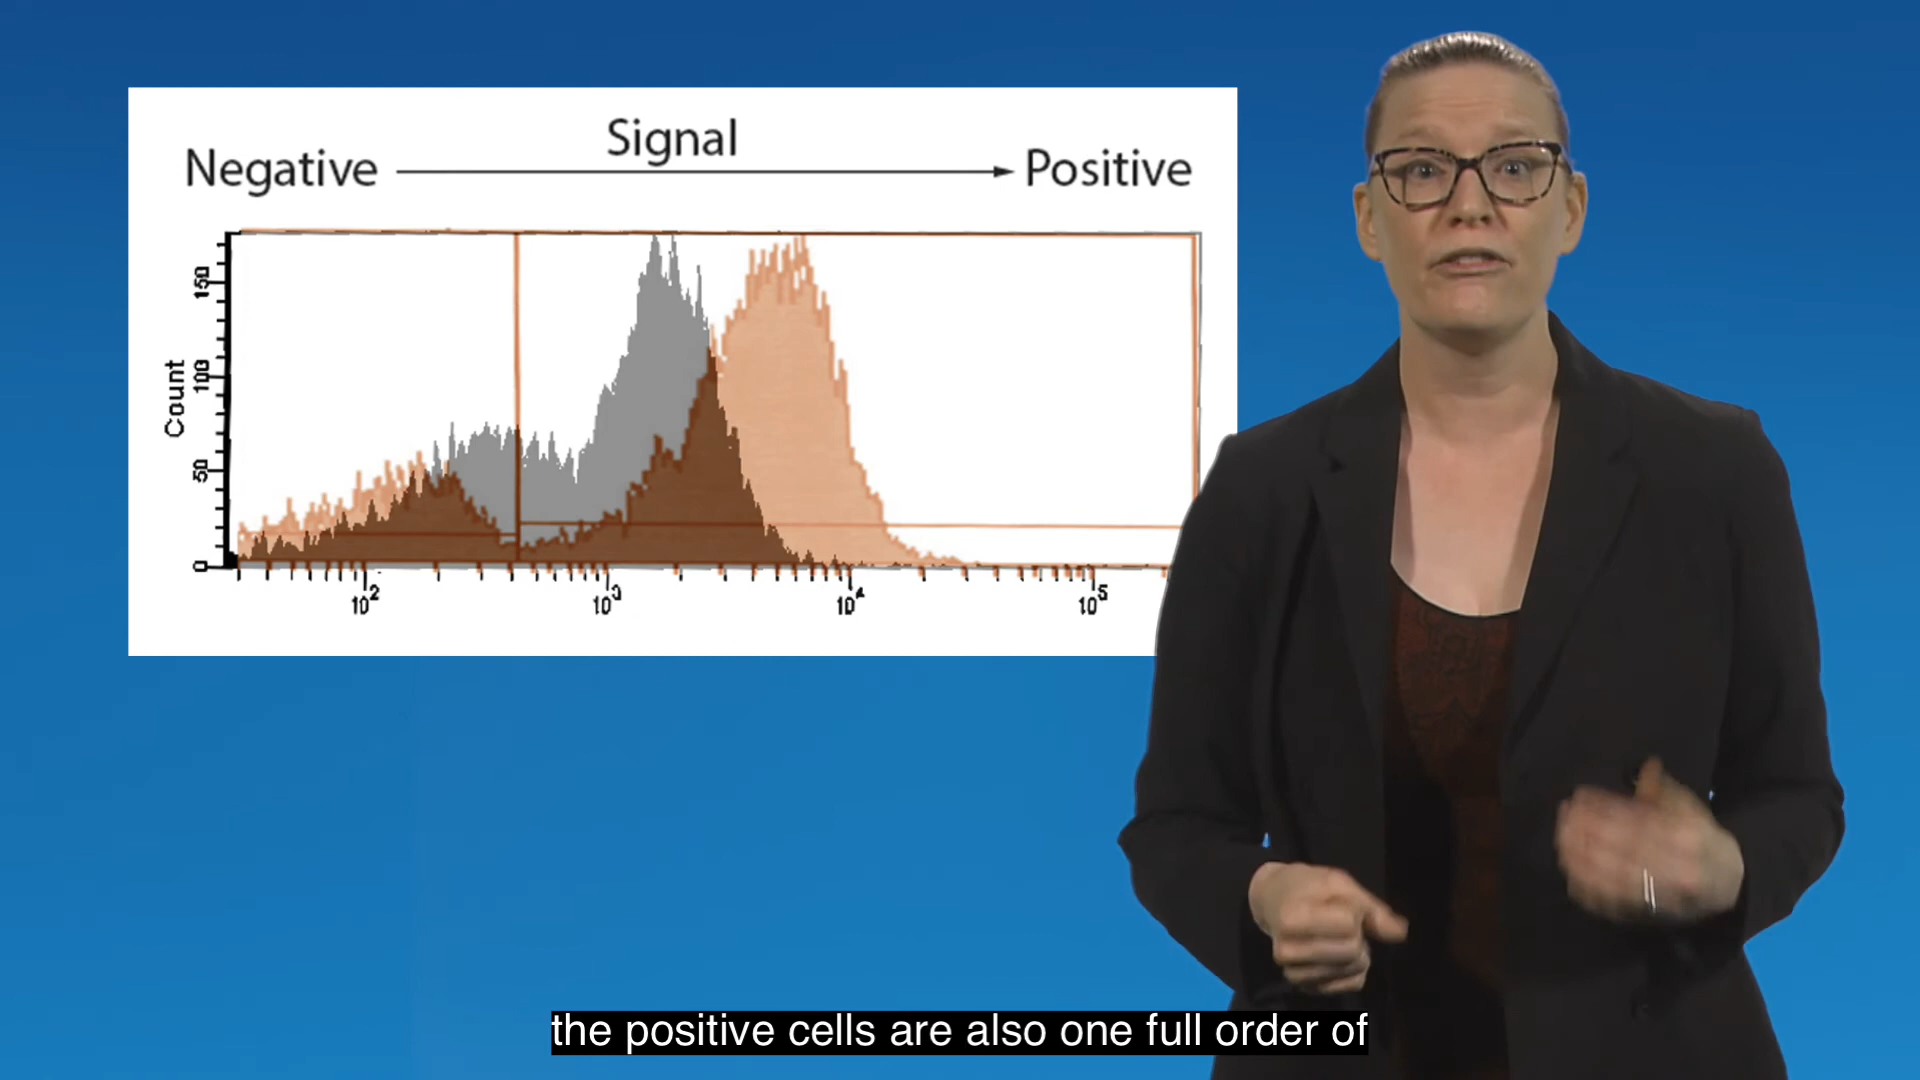 Signal
Negative
Positive
Count
150
100
50
0
10²
10³
10⁴
10⁵
the positive cells are also one full order of